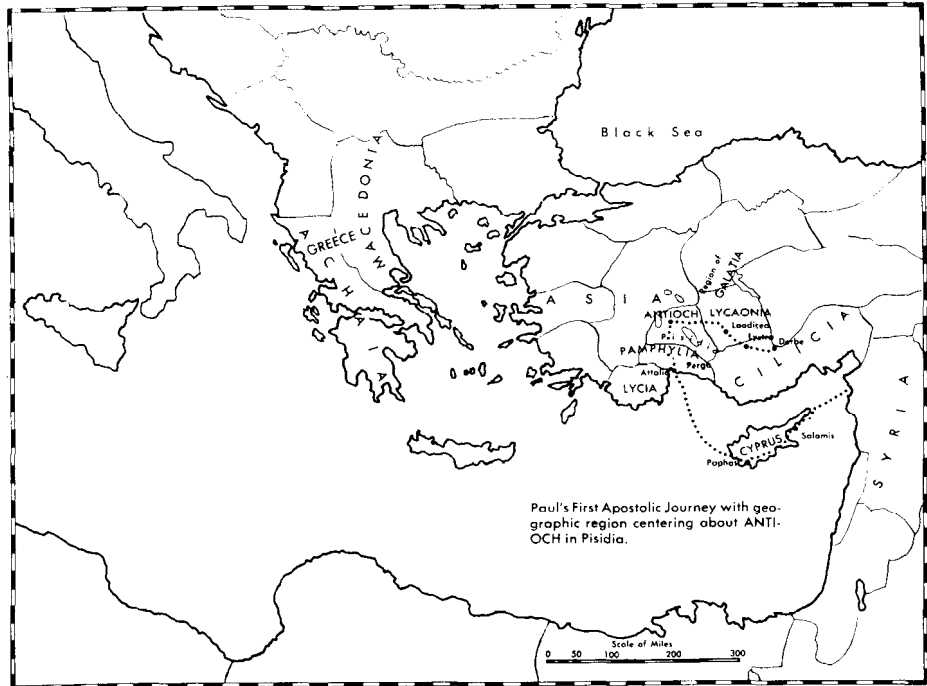 Black Sea
MACEDONIA
GREECE
ACHAIA
Region of
GALATIA
ASIA
ANTIOCH LYCAONIA
Laodicea
Lystra
Derbe
PAMPHYLIA
Perga
Attalia
LYCIA
CILICIA
CYPRUS
Salamis
Paphos
SYRIA
Paul's First Apostolic Journey with geo-
graphic region centering about ANTI-
OCH in Pisidia.
Scale of Miles
0 50 100 200 300